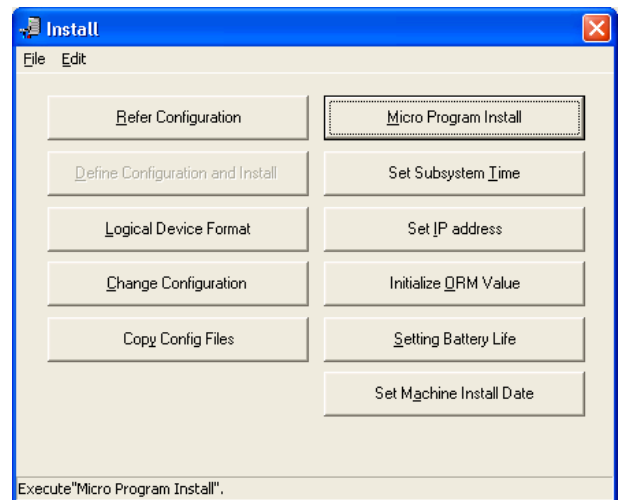 Install
File Edit
Refer Configuration
Micro Program Install
Define Configuration and Install
Set Subsystem Time
Logical Device Format
Set IP address
Change Configuration
Initialize ORM Value
Copy Config Files
Setting Battery Life
Set Machine Install Date
Execute"Micro Program Install".